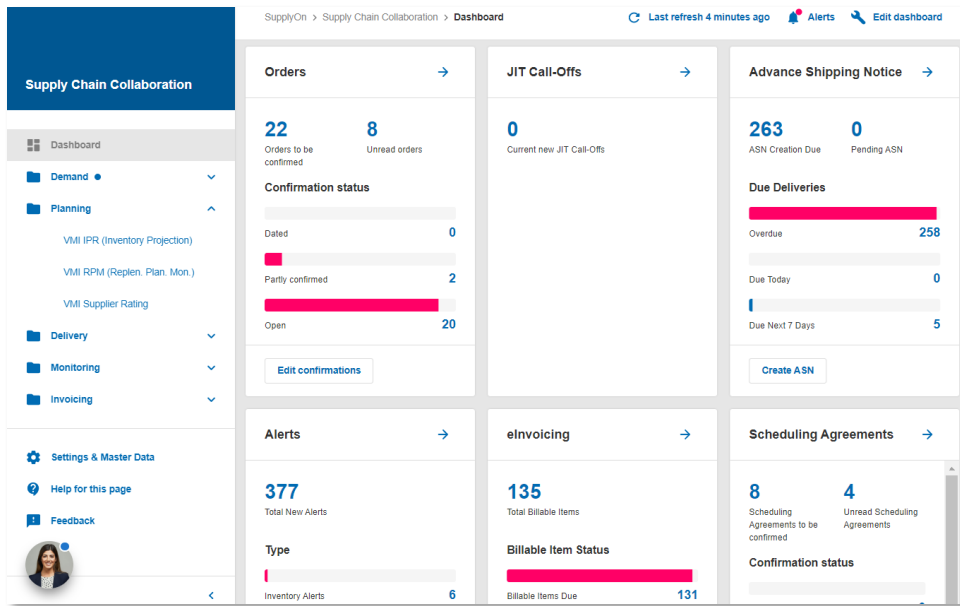 SupplyOn > Supply Chain Collaboration > Dashboard
Last refresh 4 minutes ago
Alerts
Edit dashboard
Supply Chain Collaboration
Dashboard
Demand
Planning
VMI IPR (Inventory Projection)
VMI RPM (Replen. Plan. Mon.)
VMI Supplier Rating
Delivery
Monitoring
Invoicing
Settings & Master Data
Help for this page
Feedback
Orders
22
Orders to be
confirmed
8
Unread orders
Confirmation status
Dated 0
Partly confirmed 2
Open 20
Edit confirmations
JIT Call-Offs
0
Current new JIT Call-Offs
Advance Shipping Notice
263
ASN Creation Due
0
Pending ASN
Due Deliveries
Overdue 258
Due Today 0
Due Next 7 Days 5
Create ASN
Alerts
377
Total New Alerts
Type
Inventory Alerts 6
eInvoicing
135
Total Billable Items
Billable Item Status
Billable Items Due 131
Scheduling Agreements
8
Scheduling
Agreements to be
confirmed
4
Unread Scheduling
Agreements
Confirmation status